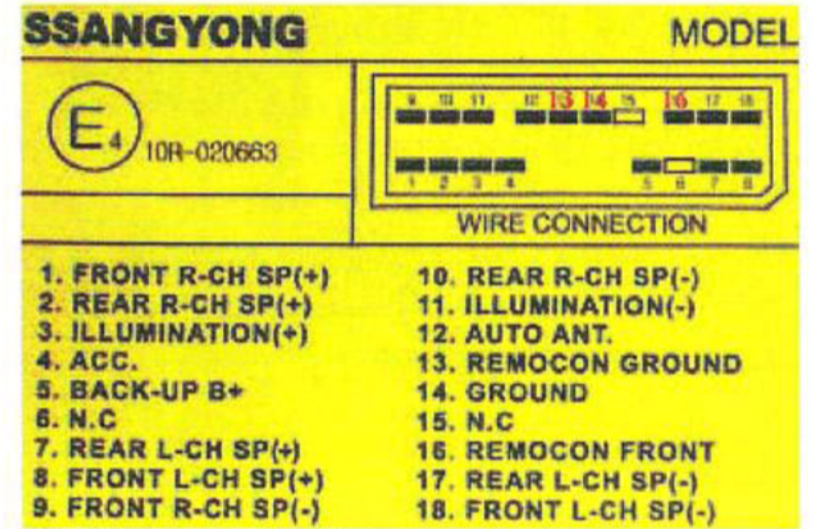 SSANGYONG MODEL
E4 10R-020663
9 10 11 12 13 14 15 16 17 18
1 2 3 4 5 6 7 8
WIRE CONNECTION
1. FRONT R-CH SP(+)
2. REAR R-CH SP(+)
3. ILLUMINATION(+)
4. ACC.
5. BACK-UP B+
6. N.C
7. REAR L-CH SP(+)
8. FRONT L-CH SP(+)
9. FRONT R-CH SP(-)
10. REAR R-CH SP(-)
11. ILLUMINATION(-)
12. AUTO ANT.
13. REMOCON GROUND
14. GROUND
15. N.C
16. REMOCON FRONT
17. REAR L-CH SP(-)
18. FRONT L-CH SP(-)